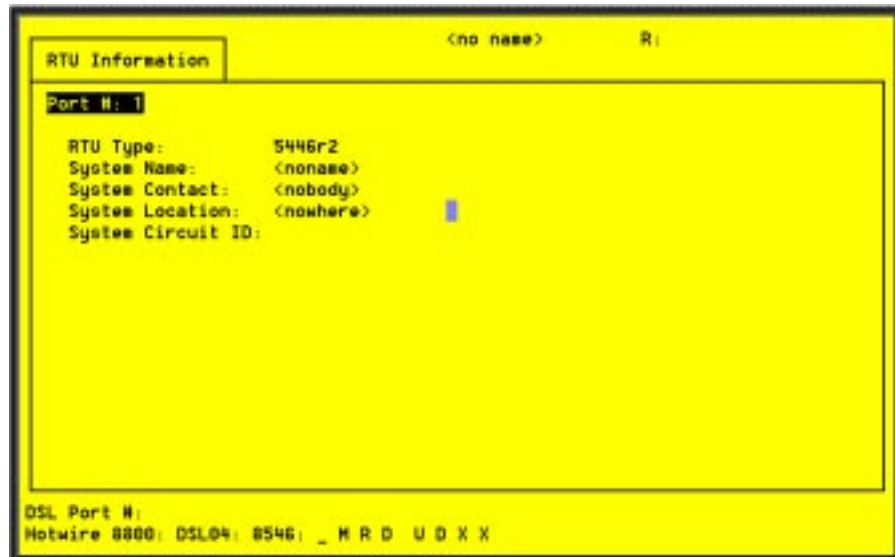 <no name> R:
RTU Information
Port #: 1
RTU Type: 5446r2
System Name: <noname>
System Contact: <nobody>
System Location: <nowhere>
System Circuit ID:
DSL Port #:
Hotwire 8800: DSL04: 8546: _ M R D U D X X